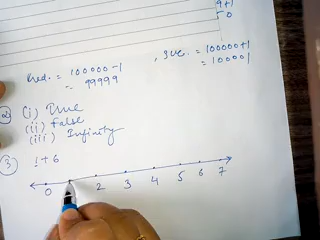 9+1
0
Pred. = 100000-1 , Suc. = 100000+1
= 99999 = 100001
2) (i) True
(ii) False
(iii) Infinity
3 1+6
0 2 3 4 5 6 7